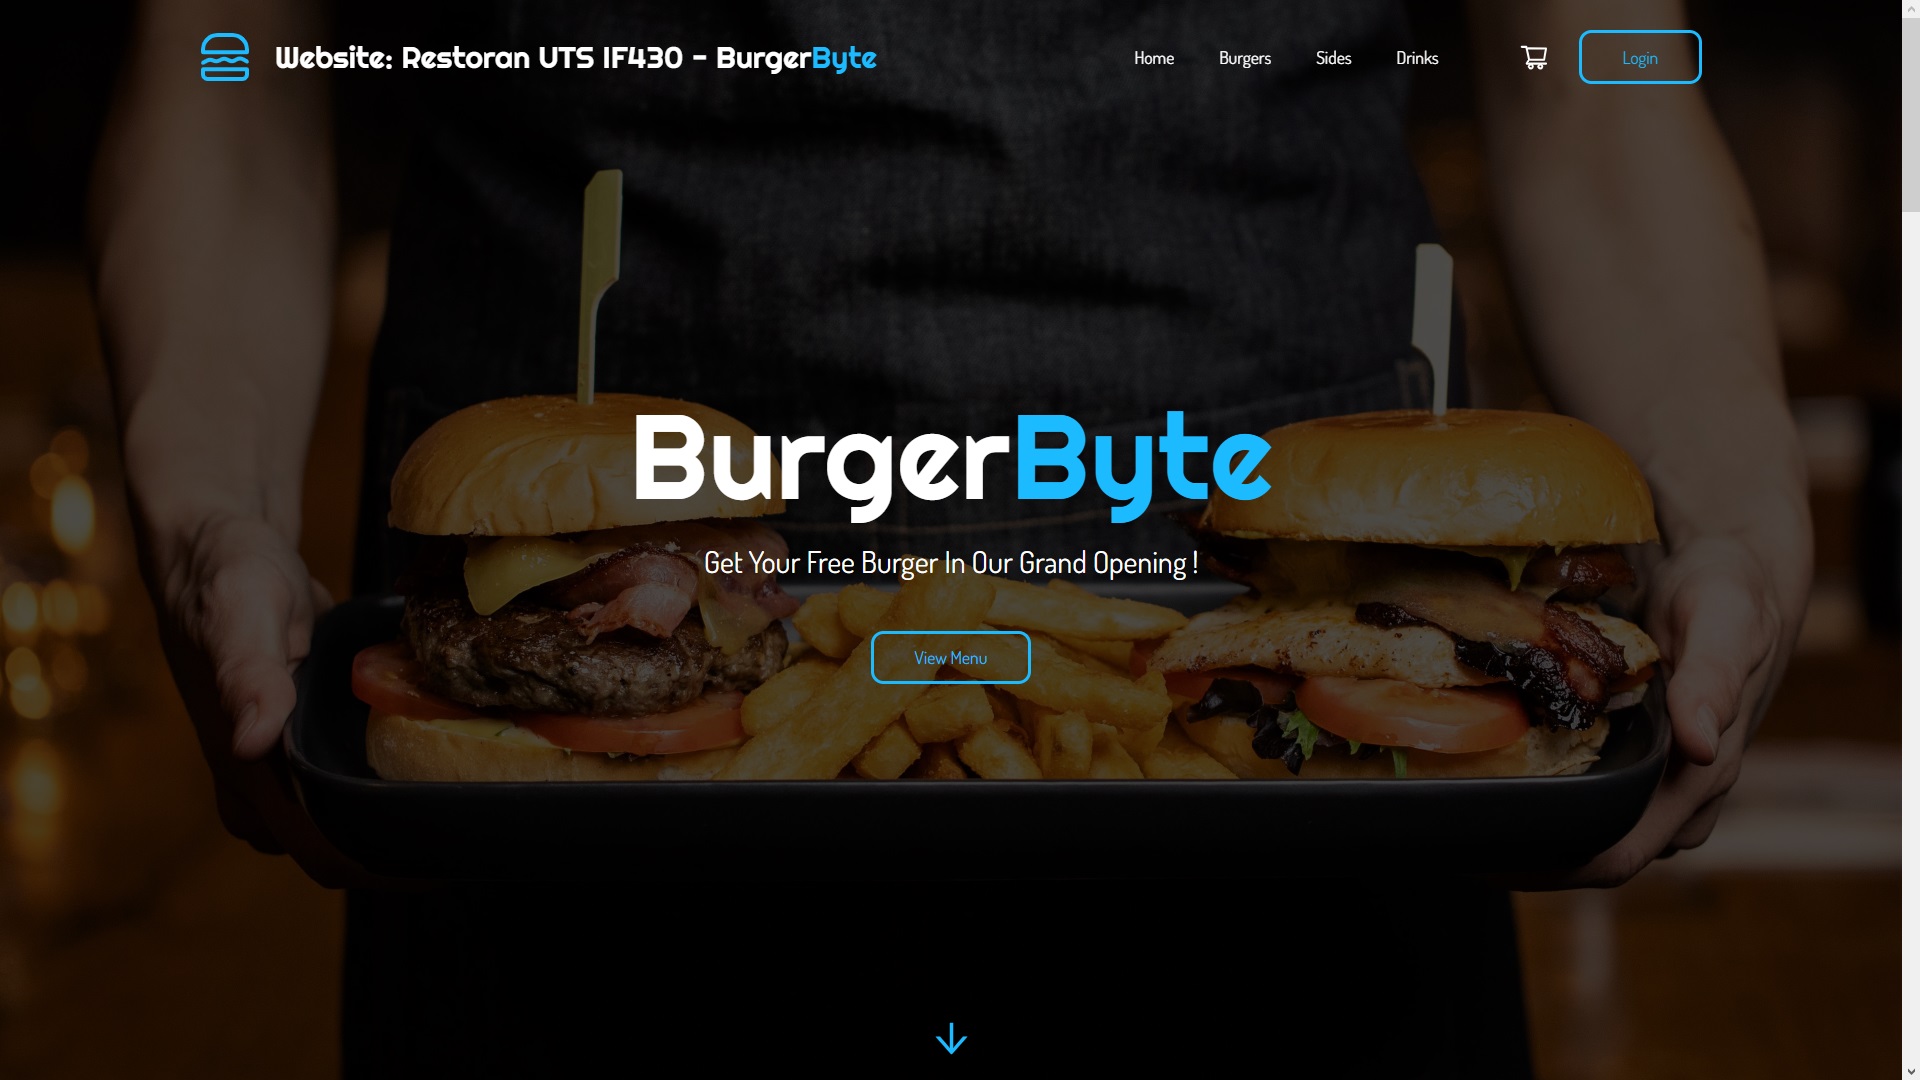 Website: Restoran UTS IF430 - BurgerByte
Home
Burgers
Sides
Drinks
Login
BurgerByte
Get Your Free Burger In Our Grand Opening !
View Menu